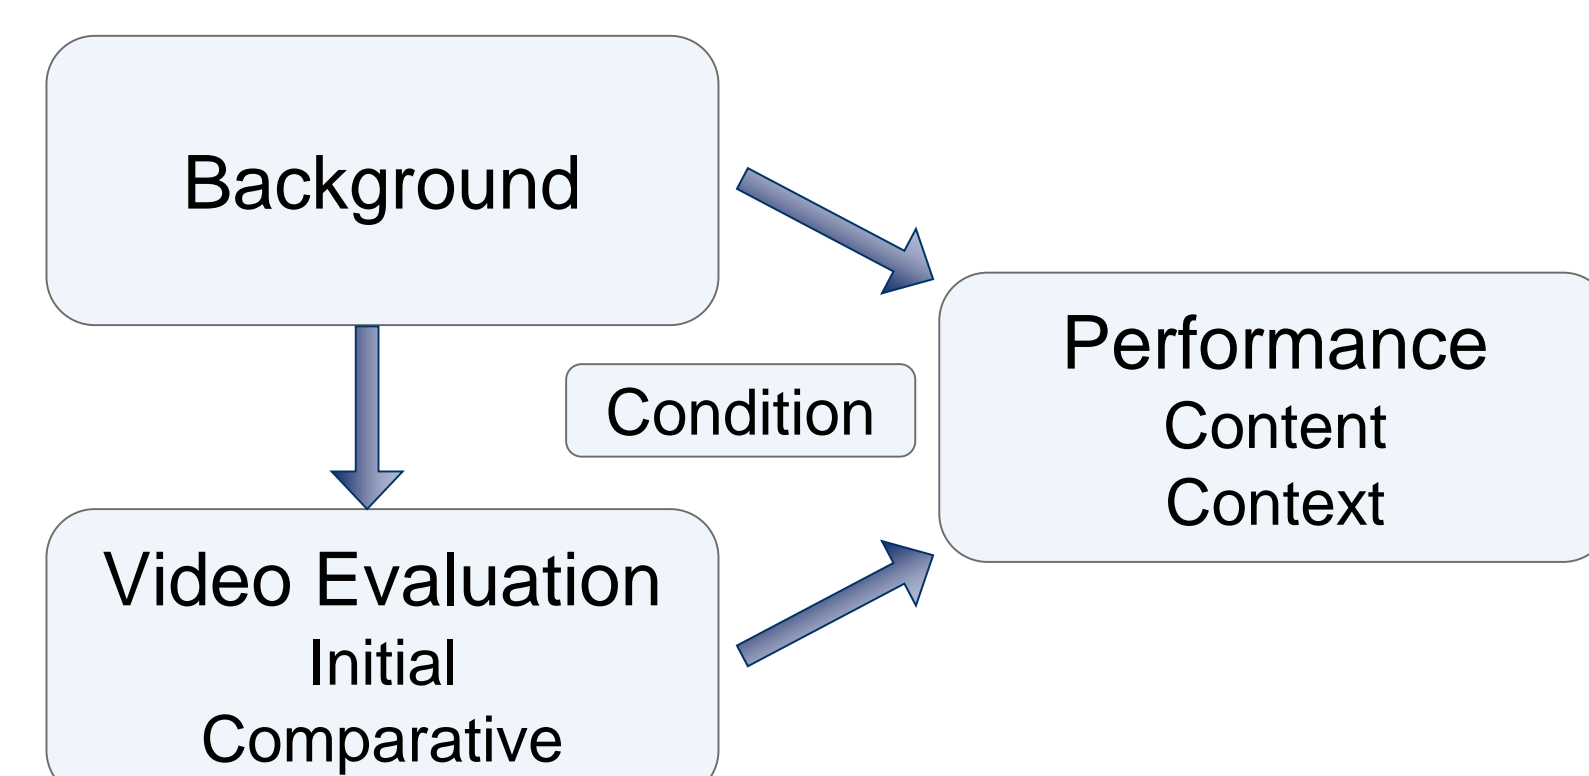 Background
Condition
Performance
Content
Context
Video Evaluation
Initial
Comparative